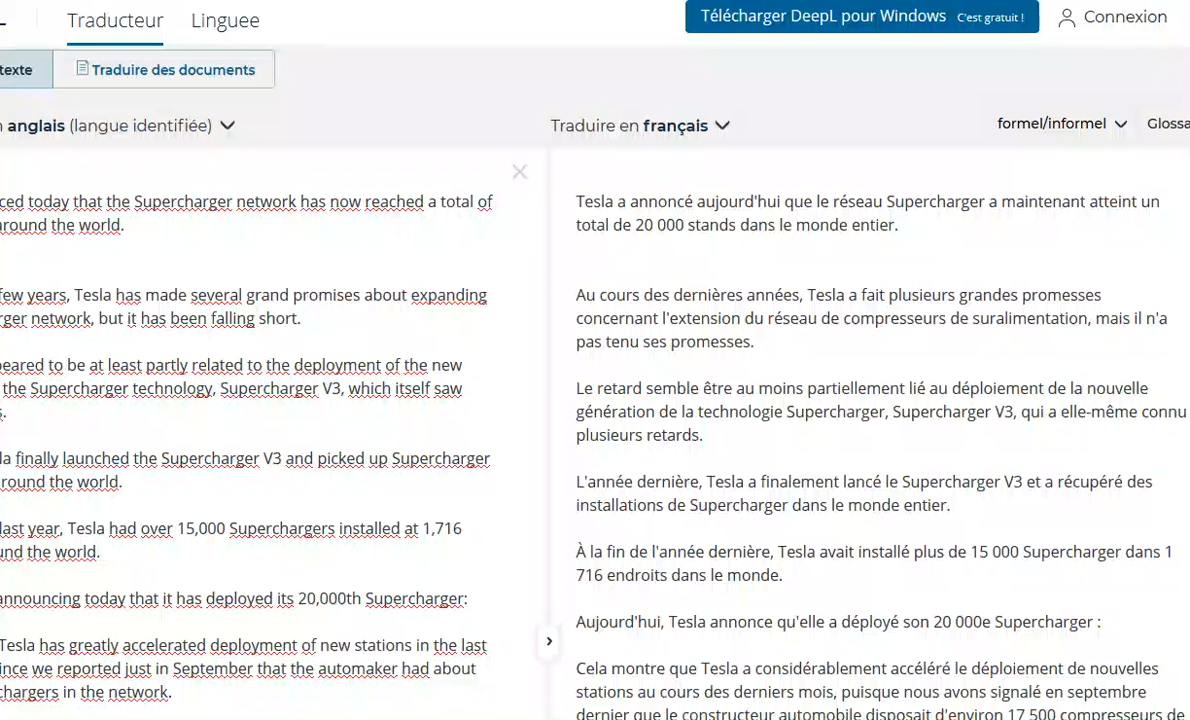 Traducteur Linguee Télécharger DeepL pour Windows C'est gratuit ! Connexion
texte Traduire des documents
anglais (langue identifiée) Traduire en français formel/informel Glossa
ced today that the Supercharger network has now reached a total of
around the world.
few years, Tesla has made several grand promises about expanding
rger network, but it has been falling short.
peared to be at least partly related to the deployment of the new
the Supercharger technology, Supercharger V3, which itself saw
s.
la finally launched the Supercharger V3 and picked up Supercharger
round the world.
last year, Tesla had over 15,000 Superchargers installed at 1,716
und the world.
announcing today that it has deployed its 20,000th Supercharger:
Tesla has greatly accelerated deployment of new stations in the last
ince we reported just in September that the automaker had about
chargers in the network.
Tesla a annoncé aujourd'hui que le réseau Supercharger a maintenant atteint un
total de 20 000 stands dans le monde entier.
Au cours des dernières années, Tesla a fait plusieurs grandes promesses
concernant l'extension du réseau de compresseurs de suralimentation, mais il n'a
pas tenu ses promesses.
Le retard semble être au moins partiellement lié au déploiement de la nouvelle
génération de la technologie Supercharger, Supercharger V3, qui a elle-même connu
plusieurs retards.
L'année dernière, Tesla a finalement lancé le Supercharger V3 et a récupéré des
installations de Supercharger dans le monde entier.
À la fin de l'année dernière, Tesla avait installé plus de 15 000 Supercharger dans 1
716 endroits dans le monde.
Aujourd'hui, Tesla annonce qu'elle a déployé son 20 000e Supercharger :
Cela montre que Tesla a considérablement accéléré le déploiement de nouvelles
stations au cours des derniers mois, puisque nous avons signalé en septembre
dernier que le constructeur automobile disposait d'environ 17 500 compresseurs de